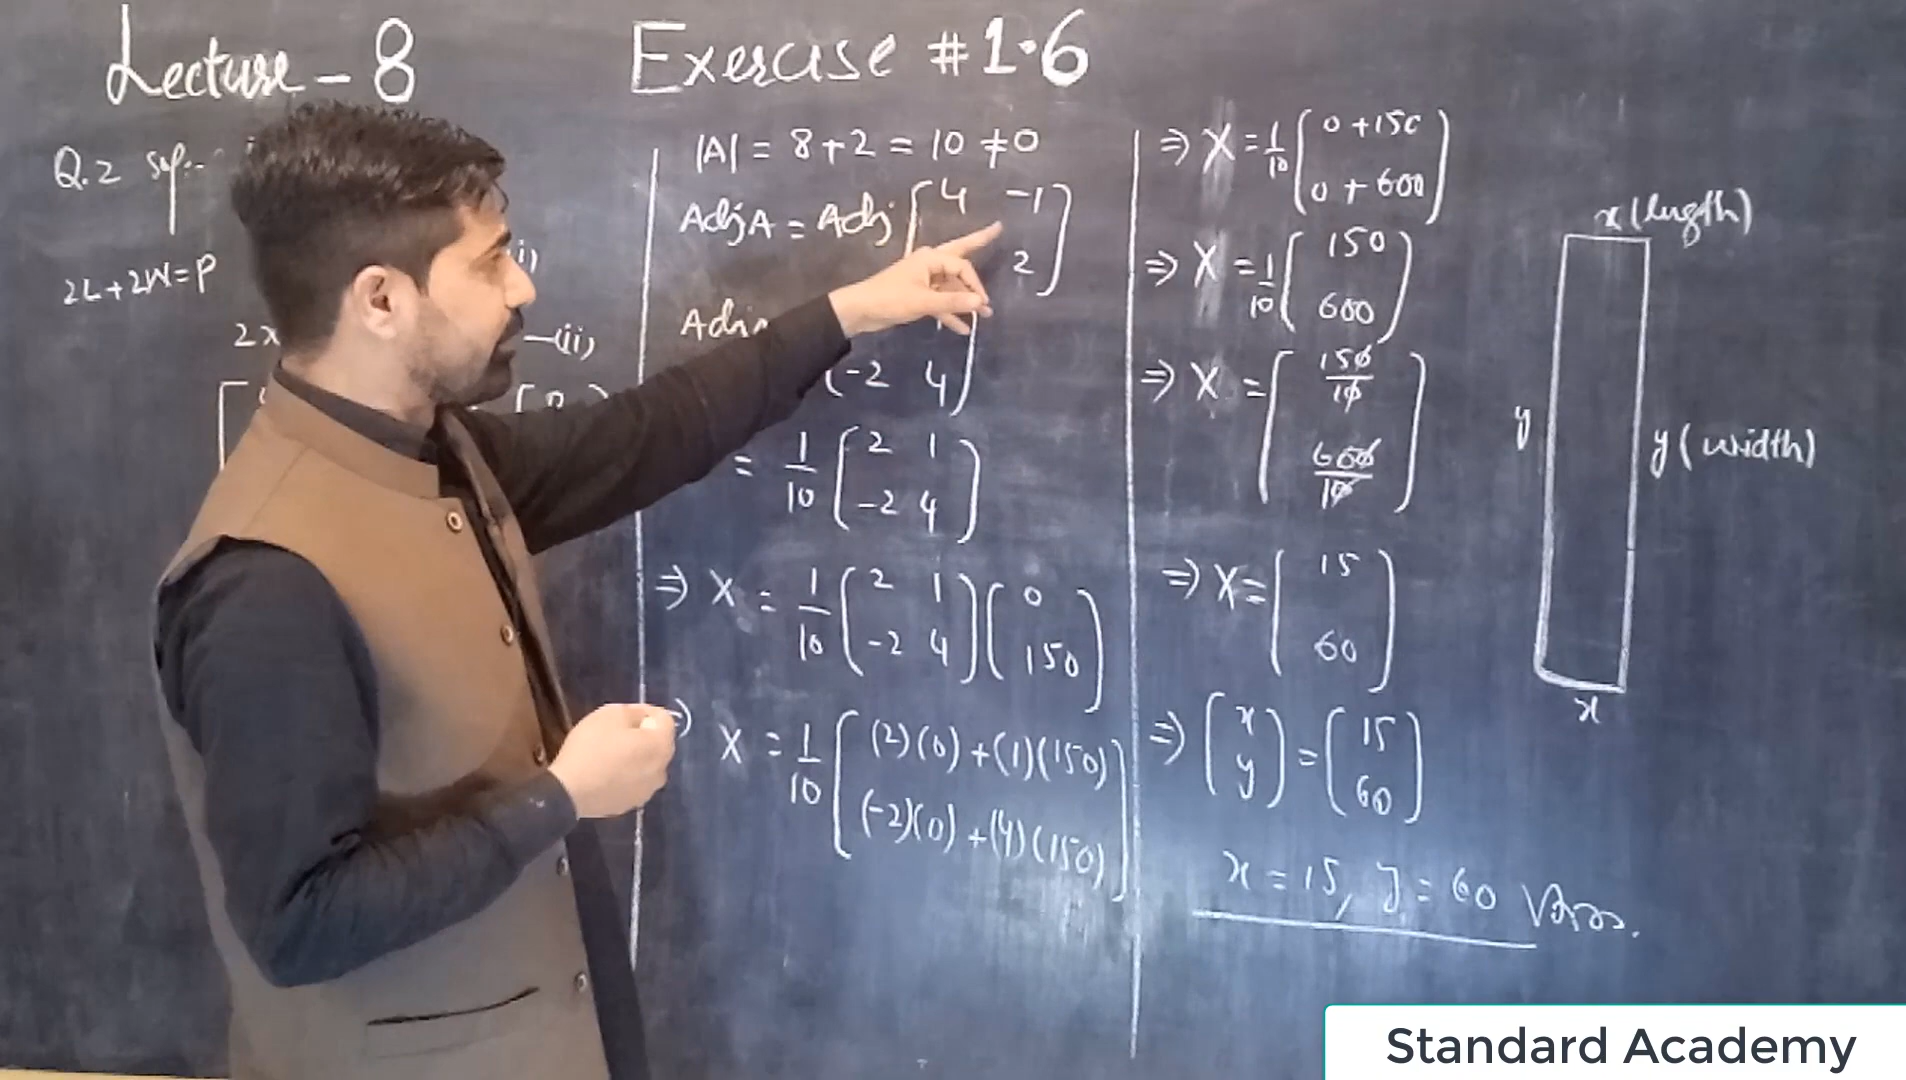 Lecture - 8 Exercise # 1.6
Q.2
2L+2W=P
2x -(ii)
|A| = 8+2 = 10 ≠0
AdjA = Adj [ 4 -1
2 ]
-2 4
= 1/10 [ 2 1
-2 4 ]
⇒ X = 1/10 [ 2 1
-2 4 ] [ 0
150 ]
⇒ X = 1/10 [ (2)(0)+(1)(150)
(-2)(0)+(4)(150) ]
⇒ X = 1/10 [ 0+150
0+600 ]
⇒ X = 1/10 [ 150
600 ]
⇒ X = [ 150/10
600/10 ]
⇒ X = [ 15
60 ]
⇒ [ x
y ] = [ 15
60 ]
x = 15, y = 60 Ans.
x (length)
y
y (width)
x
Standard Academy